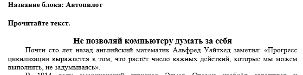 Название блока: Автопилот
Прочитайте текст.
Не позволяй компьютеру думать за себя
Почти сто лет назад английский математик Альфред Уайтхед заметил: «Прогресс
цивилизации выражается в том, что растёт число важных действий, которые мы можем
выполнять, не задумываясь».